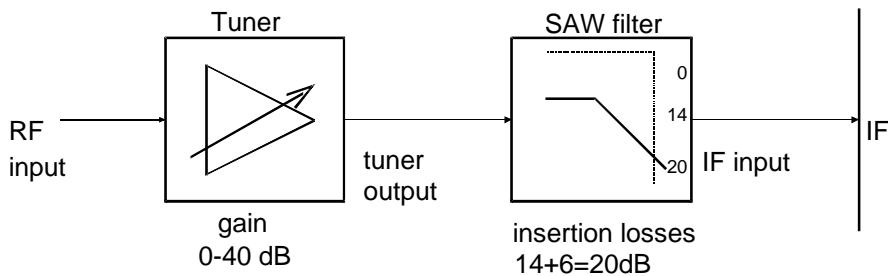 Tuner
SAW filter
0
14
20
RF
input
tuner
output
IF input
IF
gain
0-40 dB
insertion losses
14+6=20dB